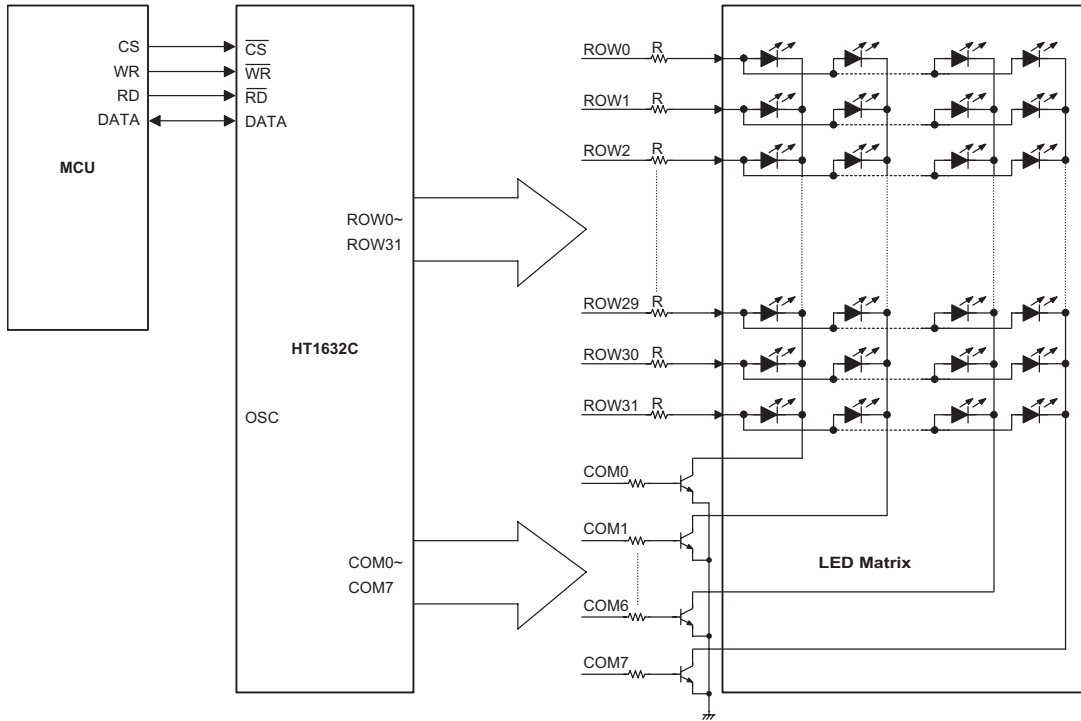 CS
WR
RD
DATA
MCU
CS
WR
RD
DATA
ROW0~
ROW31
HT1632C
OSC
COM0~
COM7
ROW0 R
ROW1 R
ROW2 R
ROW29 R
ROW30 R
ROW31 R
COM0
COM1
COM6
COM7
LED Matrix